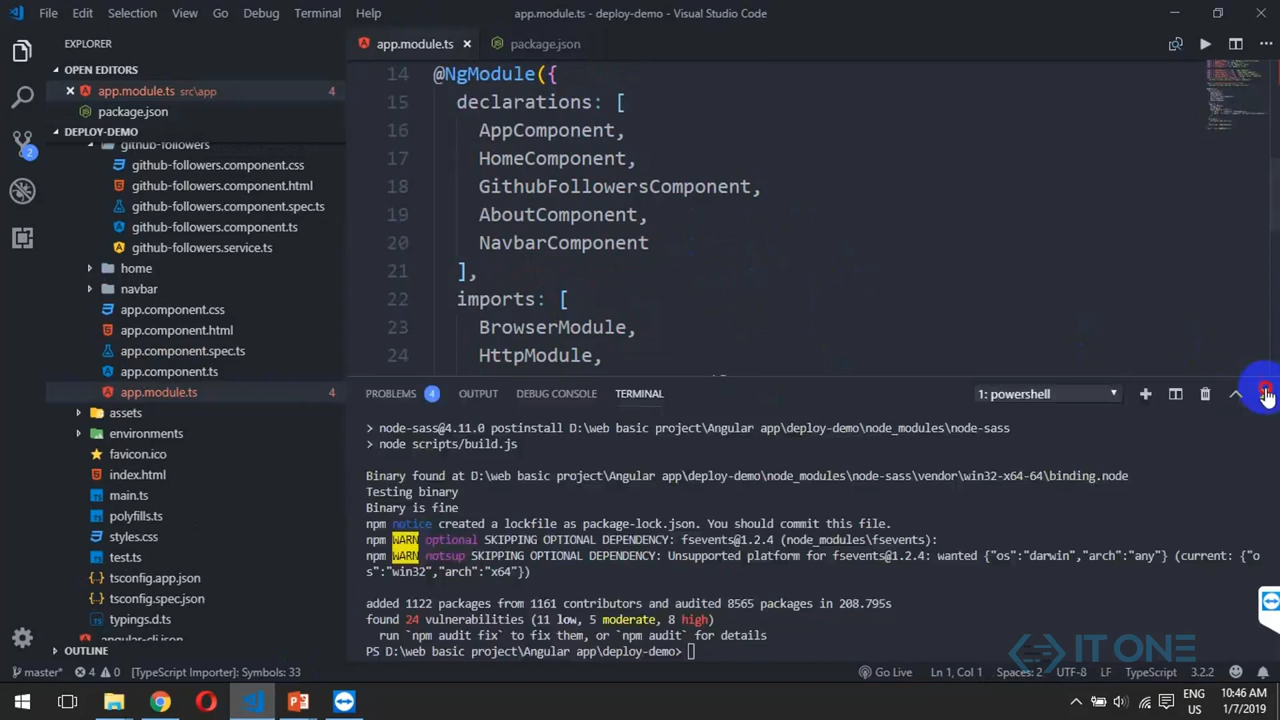 File Edit Selection View Go Debug Terminal Help
app.module.ts - deploy-demo - Visual Studio Code
EXPLORER
OPEN EDITORS
app.module.ts src\app 4
package.json
DEPLOY-DEMO
github-followers
github-followers.component.css
github-followers.component.html
github-followers.component.spec.ts
github-followers.component.ts
github-followers.service.ts
home
navbar
app.component.css
app.component.html
app.component.spec.ts
app.component.ts
app.module.ts 4
assets
environments
favicon.ico
index.html
main.ts
polyfills.ts
styles.css
test.ts
tsconfig.app.json
tsconfig.spec.json
typings.d.ts
angular-cli.json
OUTLINE
2
app.module.ts
package.json
14 @NgModule({
15 declarations: [
16 AppComponent,
17 HomeComponent,
18 GithubFollowersComponent,
19 AboutComponent,
20 NavbarComponent
21 ],
22 imports: [
23 BrowserModule,
24 HttpModule,
PROBLEMS 4 OUTPUT DEBUG CONSOLE TERMINAL
1: powershell
> node-sass@4.11.0 postinstall D:\web basic project\Angular app\deploy-demo\node_modules\node-sass
> node scripts/build.js
Binary found at D:\web basic project\Angular app\deploy-demo\node_modules\node-sass\vendor\win32-x64-64\binding.node
Testing binary
Binary is fine
npm notice created a lockfile as package-lock.json. You should commit this file.
npm WARN optional SKIPPING OPTIONAL DEPENDENCY: fsevents@1.2.4 (node_modules\fsevents):
npm WARN notsup SKIPPING OPTIONAL DEPENDENCY: Unsupported platform for fsevents@1.2.4: wanted {"os":"darwin","arch":"any"} (current: {"o
s":"win32","arch":"x64"})
added 1122 packages from 1161 contributors and audited 8565 packages in 208.795s
found 24 vulnerabilities (11 low, 5 moderate, 8 high)
run `npm audit fix` to fix them, or `npm audit` for details
PS D:\web basic project\Angular app\deploy-demo>
IT ONE
master* 4 0 [TypeScript Importer]: Symbols: 33
Go Live Ln 1, Col 1 Spaces: 2 UTF-8 LF TypeScript 3.2.2
ENG
US
10:46 AM
1/7/2019